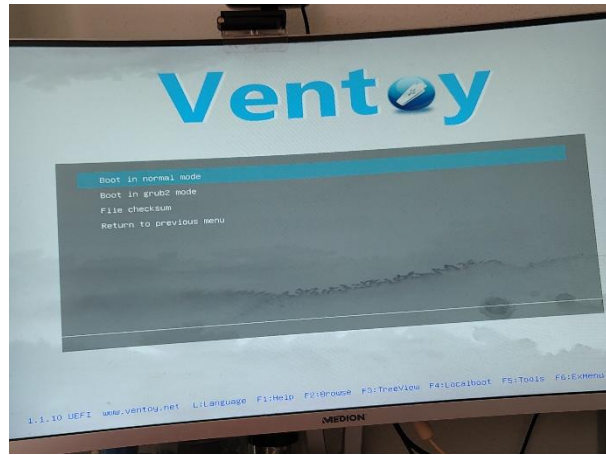 Ventoy
Boot in normal mode
Boot in grub2 mode
File checksum
Return to previous menu
1.1.10 UEFI www.ventoy.net L:Language F1:Help F2:Browse F3:TreeView F4:Localboot F5:Tools F6:ExMenu
MEDION